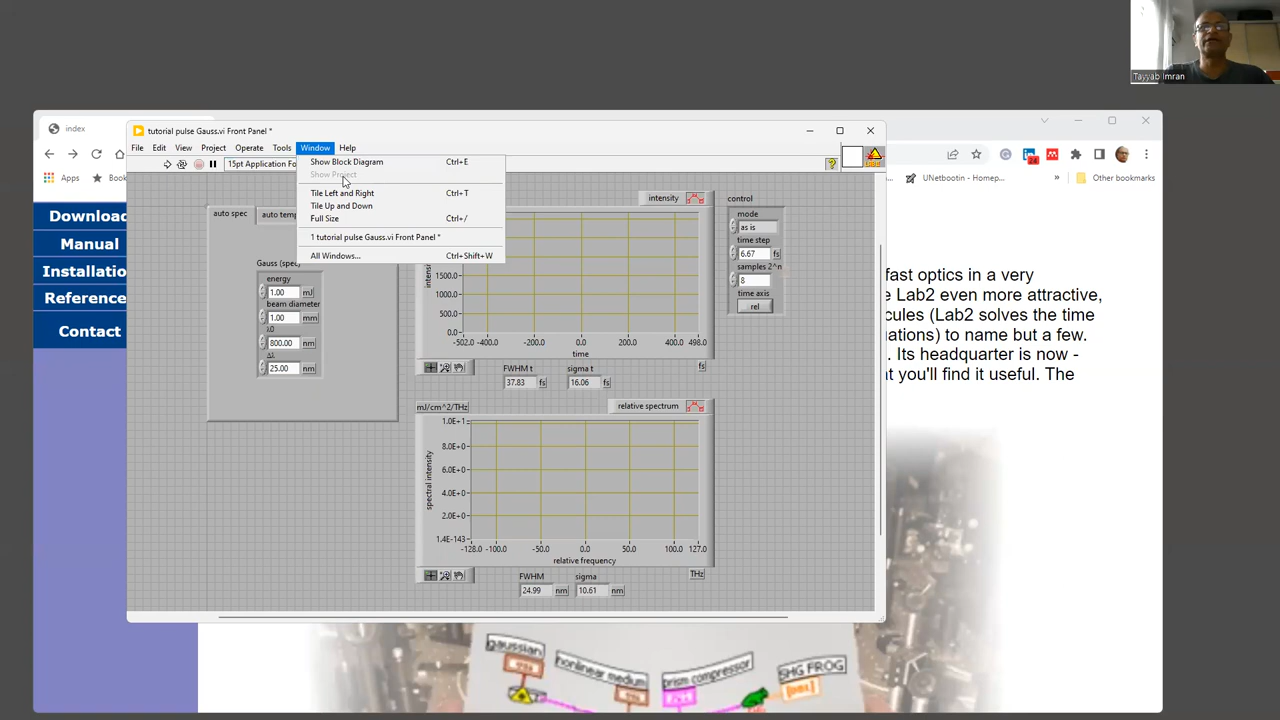 Tayyab Imran
index
Apps
Bookm
UNetbootin - Homep...
»
Other bookmarks
Download
Manual
Installatio
Reference
Contact
tutorial pulse Gauss.vi Front Panel *
File Edit View Project Operate Tools Window Help
15pt Application Fo
Show Block Diagram Ctrl+E
Show Project
Tile Left and Right Ctrl+T
Tile Up and Down
Full Size Ctrl+/
1 tutorial pulse Gauss.vi Front Panel *
All Windows... Ctrl+Shift+W
auto spec
auto temp
Gauss (spec)
energy
1.00 mJ
beam diameter
1.00 mm
λ0
800.00 nm
Δλ
25.00 nm
intensity
intensity
1500.0
1000.0
500.0
0.0
-502.0 -400.0 -200.0 0.0 200.0 400.0 498.0
time
fs
FWHM t
37.83 fs
sigma t
16.06 fs
control
mode
as is
time step
6.67 fs
samples 2^n
8
time axis
rel
mJ/cm^2/THz
relative spectrum
spectral intensity
1.0E+1
8.0E+0
6.0E+0
4.0E+0
2.0E+0
1.4E-143
-128.0 -100.0 -50.0 0.0 50.0 100.0 127.0
relative frequency
THz
FWHM
24.99 nm
sigma
10.61 nm
fast optics in a very
e Lab2 even more attractive,
cules (Lab2 solves the time
uations) to name but a few.
. Its headquarter is now -
at you'll find it useful. The
gaussian
nonlinear medium
prism compressor
SHG FROG